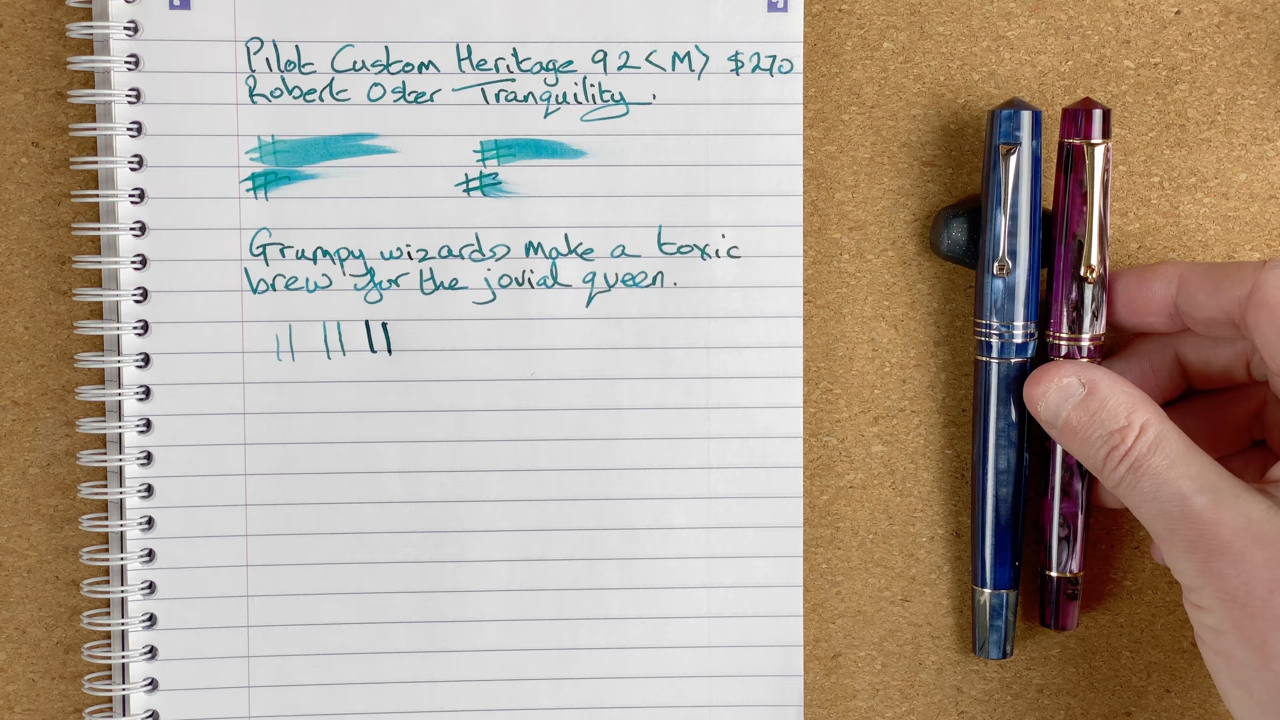 Pilot Custom Heritage 92 <M> $270
Robert Oster Tranquility.
Grumpy wizards make a toxic
brew for the jovial queen.